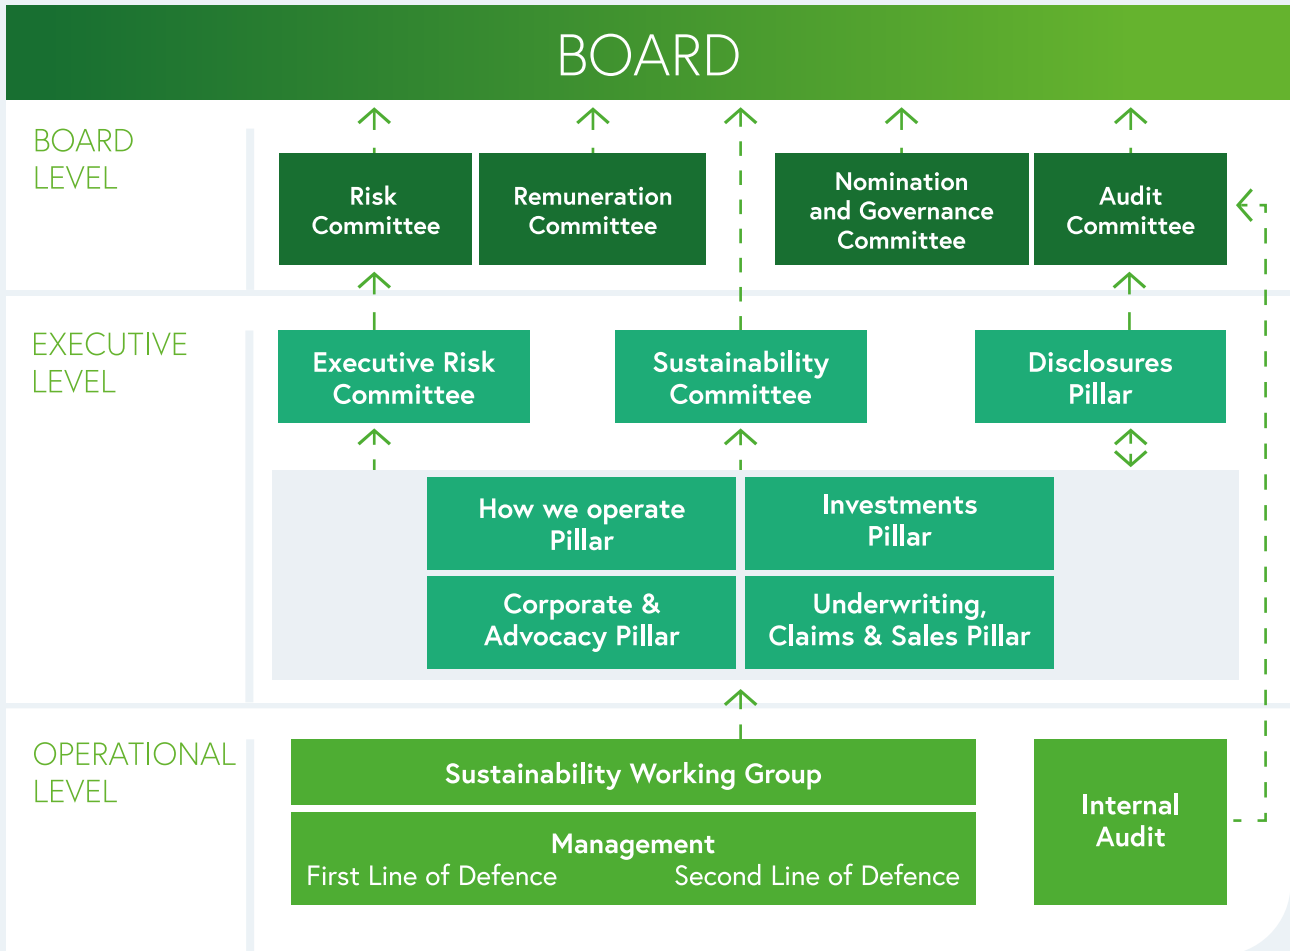 BOARD
BOARD
LEVEL
Risk
Committee
Remuneration
Committee
Nomination
and Governance
Committee
Audit
Committee
EXECUTIVE
LEVEL
Executive Risk
Committee
Sustainability
Committee
Disclosures
Pillar
How we operate
Pillar
Investments
Pillar
Corporate &
Advocacy Pillar
Underwriting,
Claims & Sales Pillar
OPERATIONAL
LEVEL
Sustainability Working Group
Management
First Line of Defence
Second Line of Defence
Internal
Audit